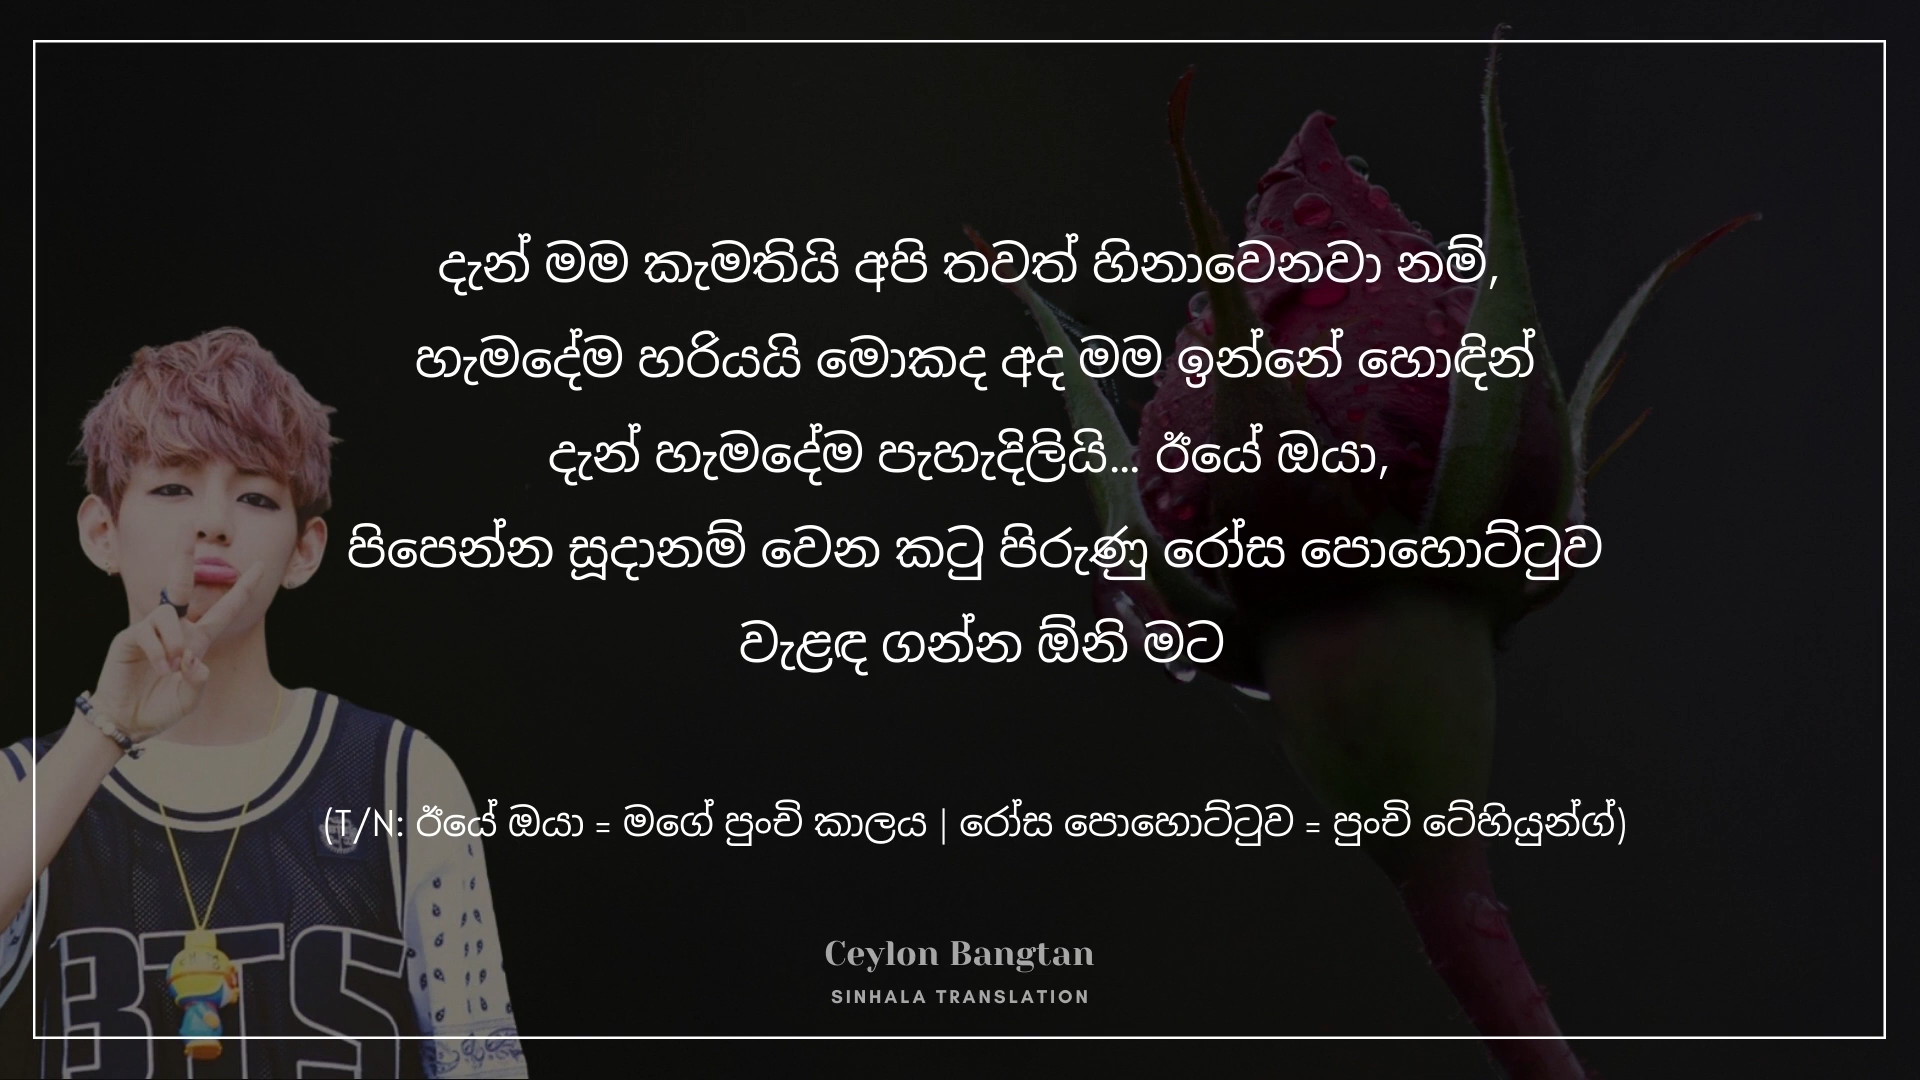 දැන් මම කැමතියි අපි තවත් හිනාවෙනවා නම්,
හැමදේම හරියයි මොකද අද මම ඉන්නේ හොඳින්
දැන් හැමදේම පැහැදිලියි... ඊයේ ඔයා,
පිපෙන්න සූදානම් වෙන කටු පිරුණු රෝස පොහොට්ටුව
වැළඳ ගන්න ඕනි මට
(T/N: ඊයේ ඔයා = මගේ පුංචි කාලය | රෝස පොහොට්ටුව = පුංචි ටේහියුන්ග්)
Ceylon Bangtan
SINHALA TRANSLATION
BTS